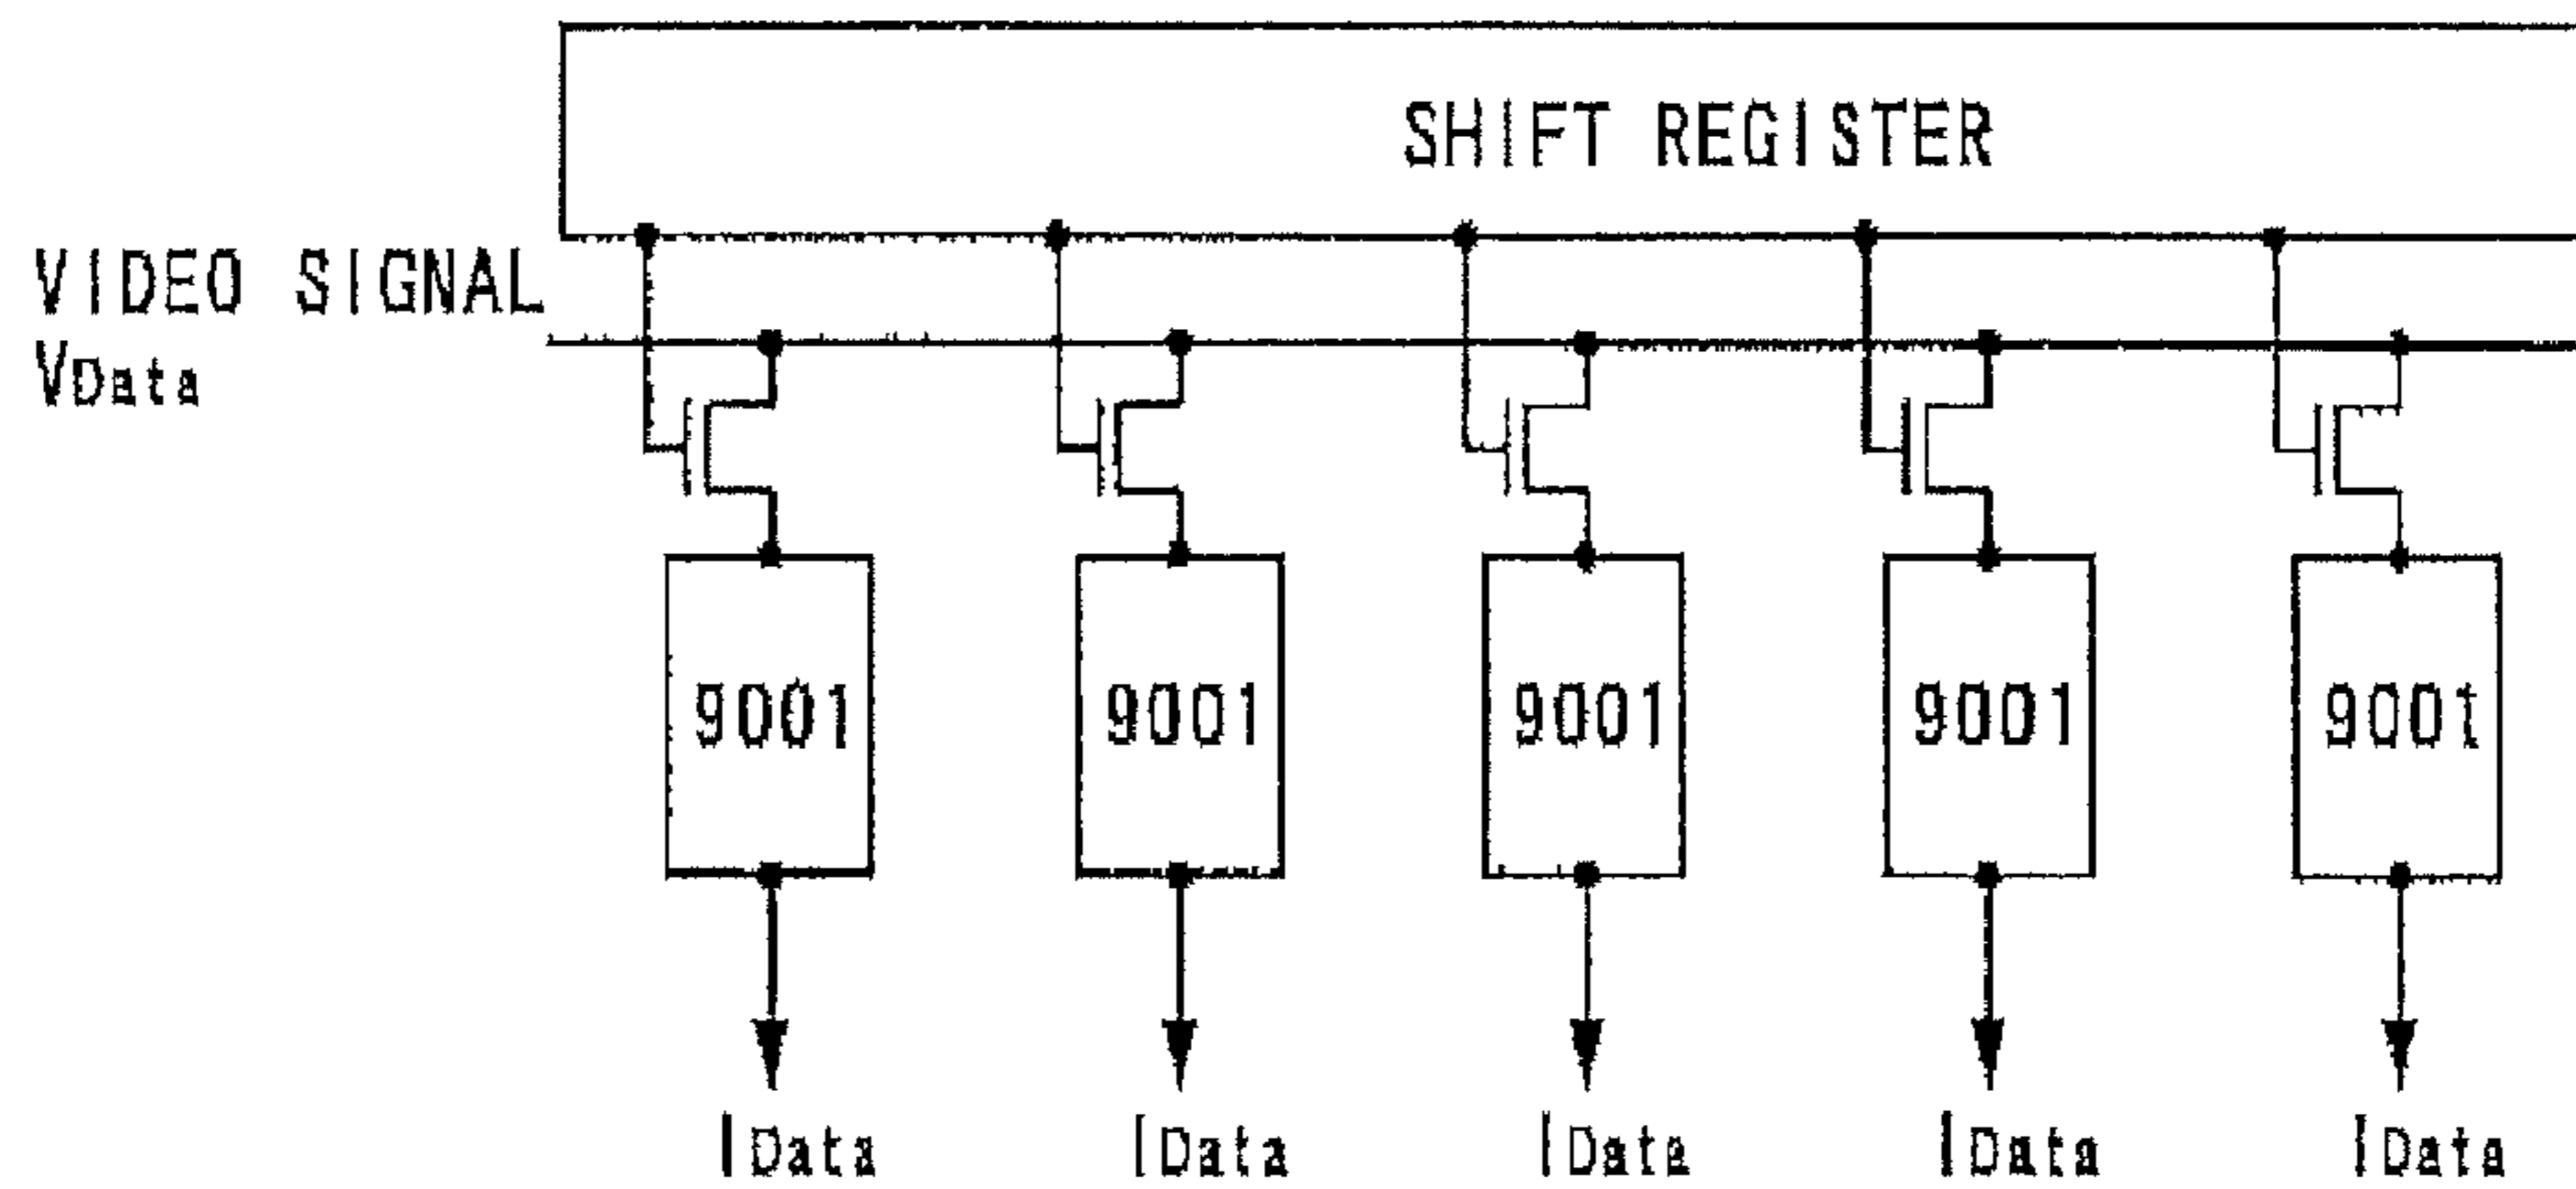 SHIFT REGISTER
VIDEO SIGNAL
VData
9001 9001 9001 9001 9001
IData IData IData IData IData